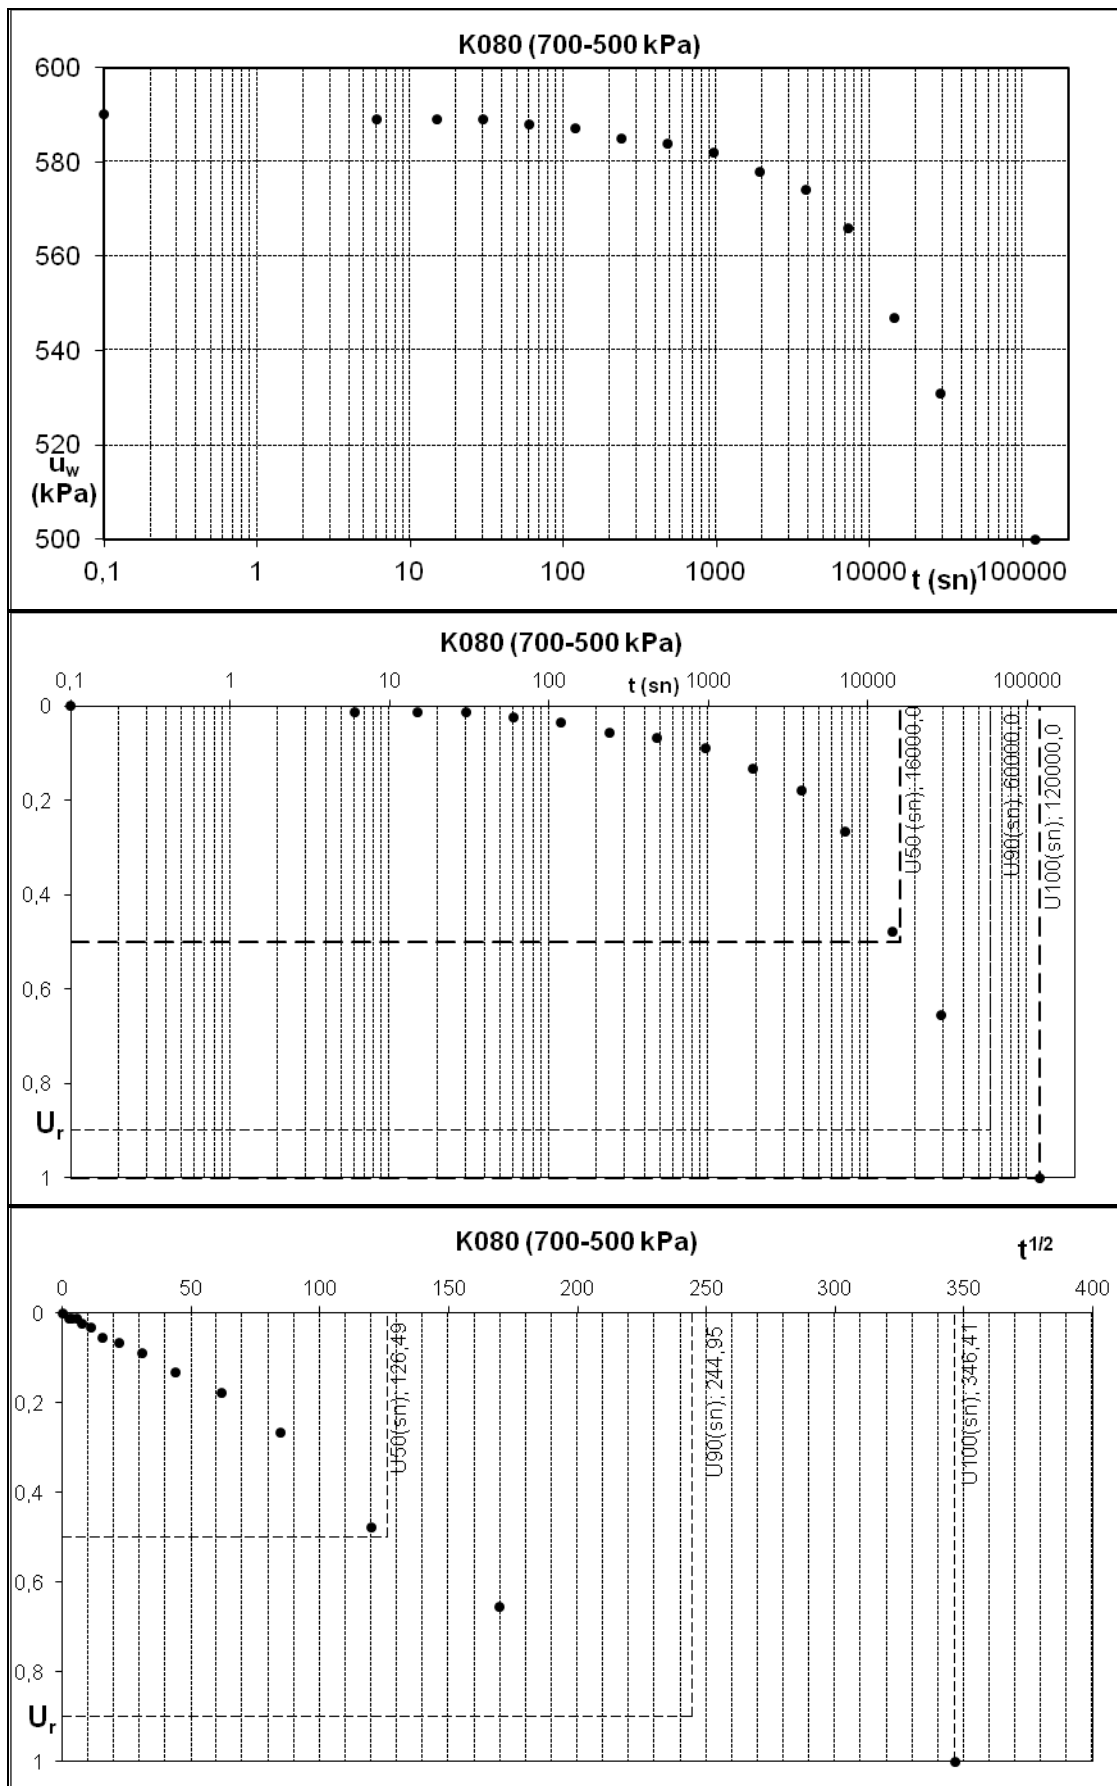 K080 (700-500 kPa)
600
580
560
540
520
u_w
(kPa)
500
0,1 1 10 100 1000 10000 t (sn) 100000
K080 (700-500 kPa)
0,1 1 10 100 t (sn) 1000 10000 100000
0
0,2
0,4
0,6
0,8
U_r
1
U50 (sn); 16000,0
U90(sn); 60000,0
U100(sn); 120000,0
K080 (700-500 kPa) t^1/2
0 50 100 150 200 250 300 350 400
0
0,2
0,4
0,6
0,8
U_r
1
U50(sn); 126,49
U90(sn); 244,95
U100(sn); 346,41